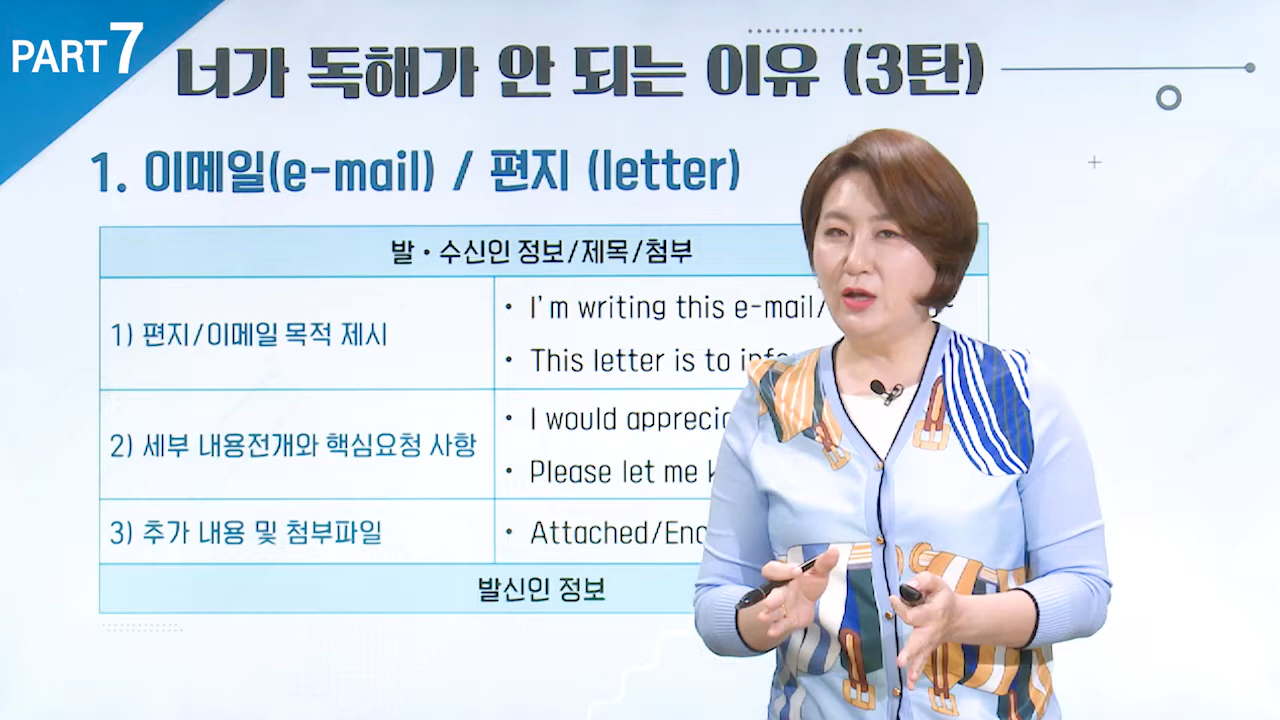 PART 7
너가 독해가 안 되는 이유 (3탄)
1. 이메일(e-mail) / 편지 (letter)
발・수신인 정보/제목/첨부
1) 편지/이메일 목적 제시
• I'm writing this e-mail/
• This letter is to
2) 세부 내용전개와 핵심요청 사항
• I would
• Please let me
3) 추가 내용 및 첨부파일
• Attached/
발신인 정보